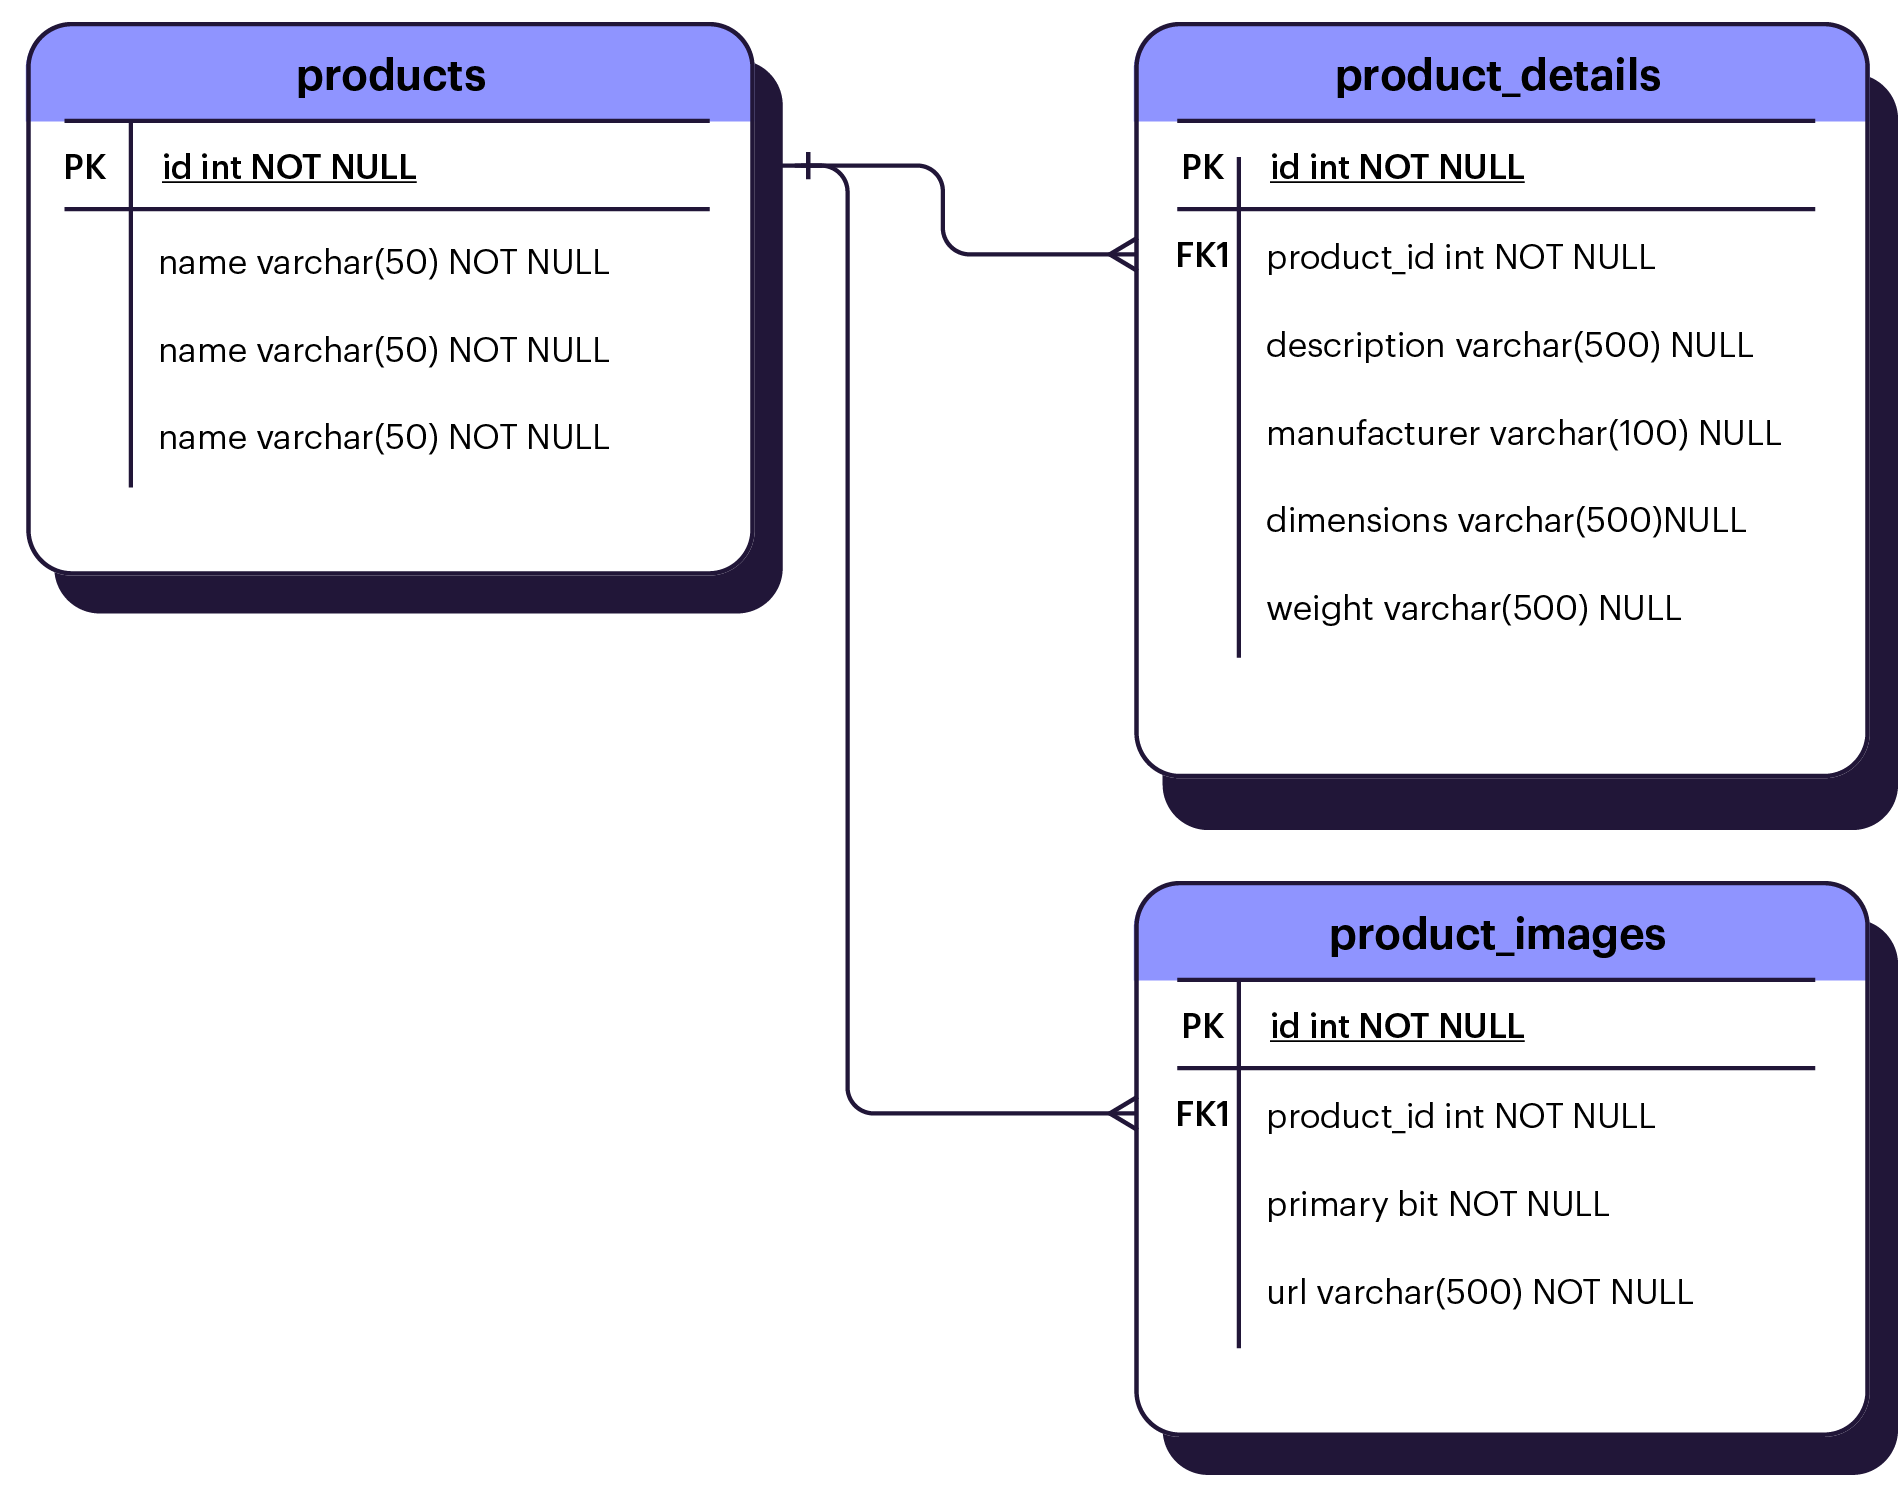 products
PK id int NOT NULL
name varchar(50) NOT NULL
name varchar(50) NOT NULL
name varchar(50) NOT NULL
product_details
PK id int NOT NULL
FK1 product_id int NOT NULL
description varchar(500) NULL
manufacturer varchar(100) NULL
dimensions varchar(500)NULL
weight varchar(500) NULL
product_images
PK id int NOT NULL
FK1 product_id int NOT NULL
primary bit NOT NULL
url varchar(500) NOT NULL